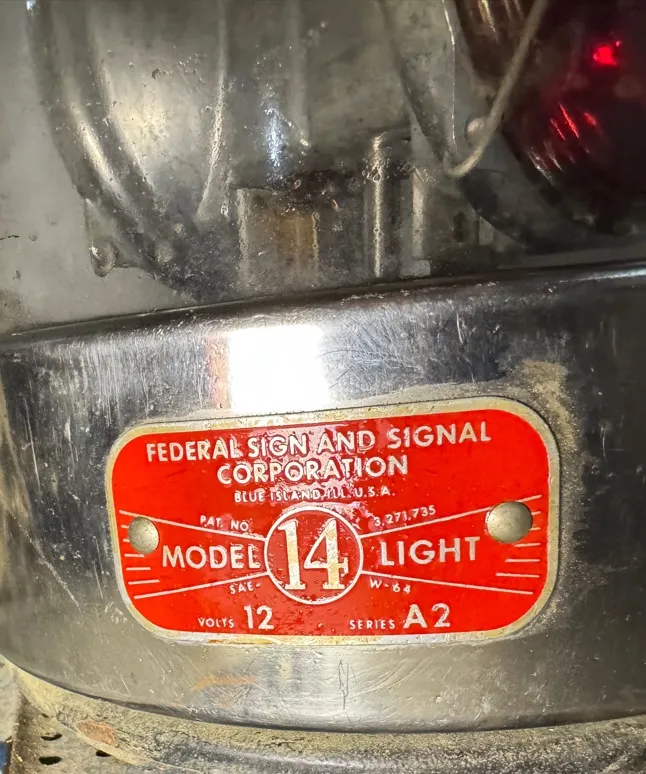 FEDERAL SIGN AND SIGNAL
CORPORATION
BLUE ISLAND, ILL. U.S.A.
PAT. NO. 3,271,735
MODEL 14 LIGHT
SAE- W-64
VOLTS 12 SERIES A2